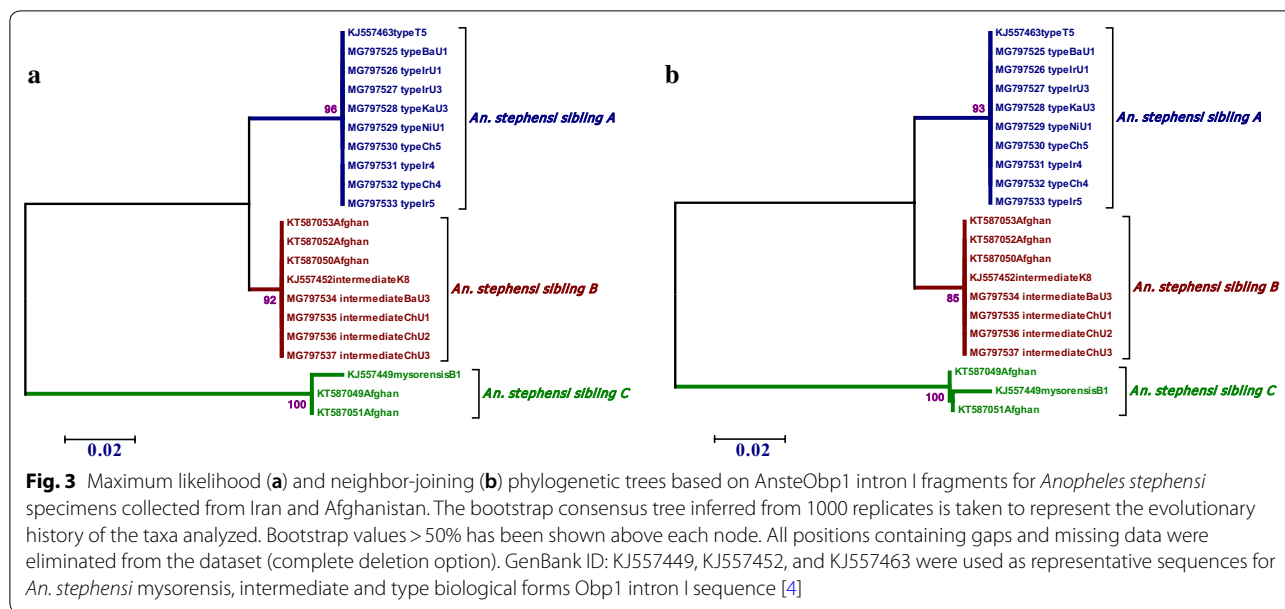 a
KJ557463typeT5
MG797525 typeBaU1
MG797526 typeIrU1
MG797527 typeIrU3
MG797528 typeKaU3
MG797529 typeNiU1
MG797530 typeCh5
MG797531 typeIr4
MG797532 typeCh4
MG797533 typeIr5
96
An. stephensi sibling A
KT587053Afghan
KT587052Afghan
KT587050Afghan
KJ557452intermediateK8
MG797534 intermediateBaU3
MG797535 intermediateChU1
MG797536 intermediateChU2
MG797537 intermediateChU3
92
An. stephensi sibling B
KJ557449mysorensisB1
KT587049Afghan
KT587051Afghan
100
An. stephensi sibling C
0.02
b
KJ557463typeT5
MG797525 typeBaU1
MG797526 typeIrU1
MG797527 typeIrU3
MG797528 typeKaU3
MG797529 typeNiU1
MG797530 typeCh5
MG797531 typeIr4
MG797532 typeCh4
MG797533 typeIr5
93
An. stephensi sibling A
KT587053Afghan
KT587052Afghan
KT587050Afghan
KJ557452intermediateK8
MG797534 intermediateBaU3
MG797535 intermediateChU1
MG797536 intermediateChU2
MG797537 intermediateChU3
85
An. stephensi sibling B
KT587049Afghan
KJ557449mysorensisB1
KT587051Afghan
100
An. stephensi sibling C
0.02
Fig. 3 Maximum likelihood (a) and neighbor-joining (b) phylogenetic trees based on AnsteObp1 intron I fragments for Anopheles stephensi
specimens collected from Iran and Afghanistan. The bootstrap consensus tree inferred from 1000 replicates is taken to represent the evolutionary
history of the taxa analyzed. Bootstrap values > 50% has been shown above each node. All positions containing gaps and missing data were
eliminated from the dataset (complete deletion option). GenBank ID: KJ557449, KJ557452, and KJ557463 were used as representative sequences for
An. stephensi mysorensis, intermediate and type biological forms Obp1 intron I sequence [4]